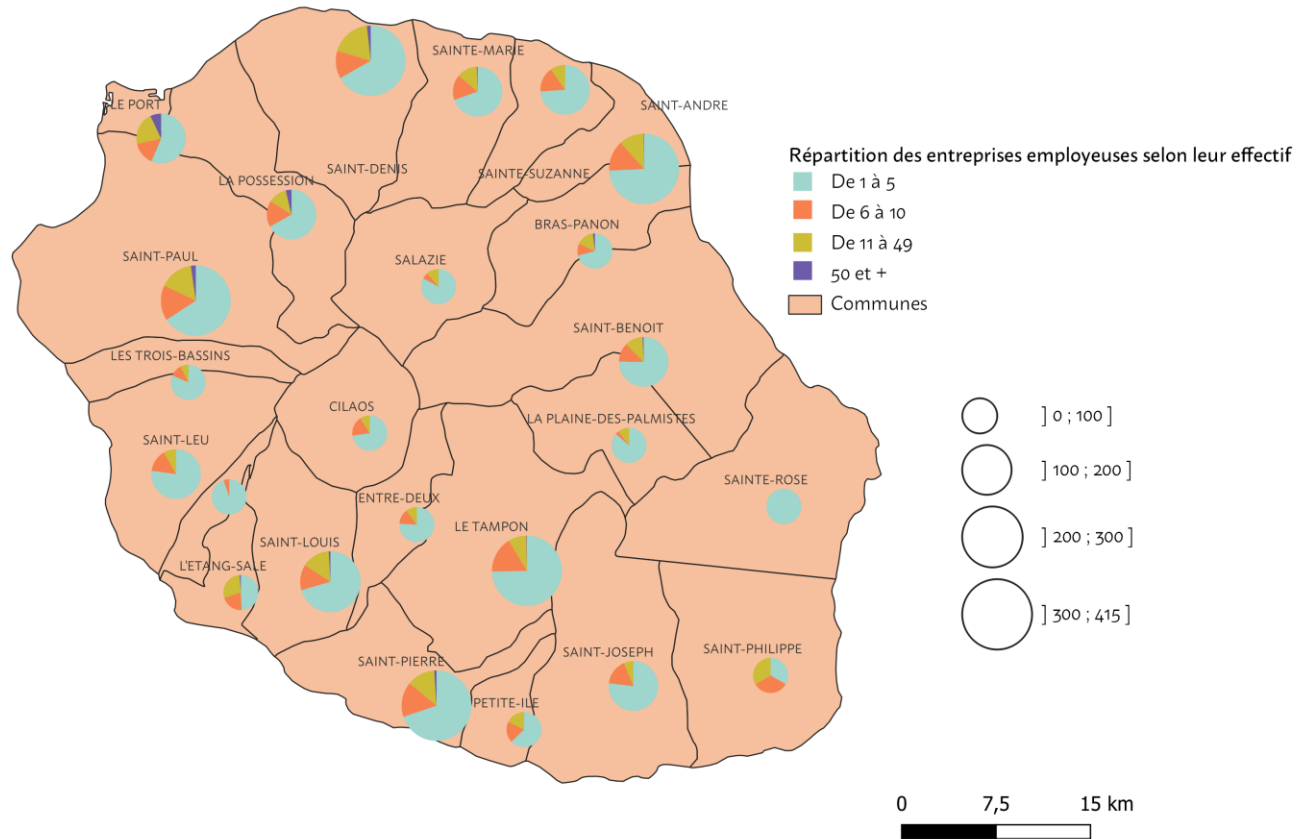 SAINTE-MARIE
LE PORT
SAINT-ANDRE
SAINT-DENIS
SAINTE-SUZANNE
LA POSSESSION
BRAS-PANON
SAINT-PAUL
SALAZIE
SAINT-BENOIT
LES TROIS-BASSINS
CILAOS
LA PLAINE-DES-PALMISTES
SAINT-LEU
SAINTE-ROSE
ENTRE-DEUX
LE TAMPON
SAINT-LOUIS
L'ETANG-SALE
SAINT-JOSEPH
SAINT-PHILIPPE
SAINT-PIERRE
PETITE-ILE
Répartition des entreprises employeuses selon leur effectif
De 1 à 5
De 6 à 10
De 11 à 49
50 et +
Communes
] 0 ; 100 ]
] 100 ; 200 ]
] 200 ; 300 ]
] 300 ; 415 ]
0 7,5 15 km